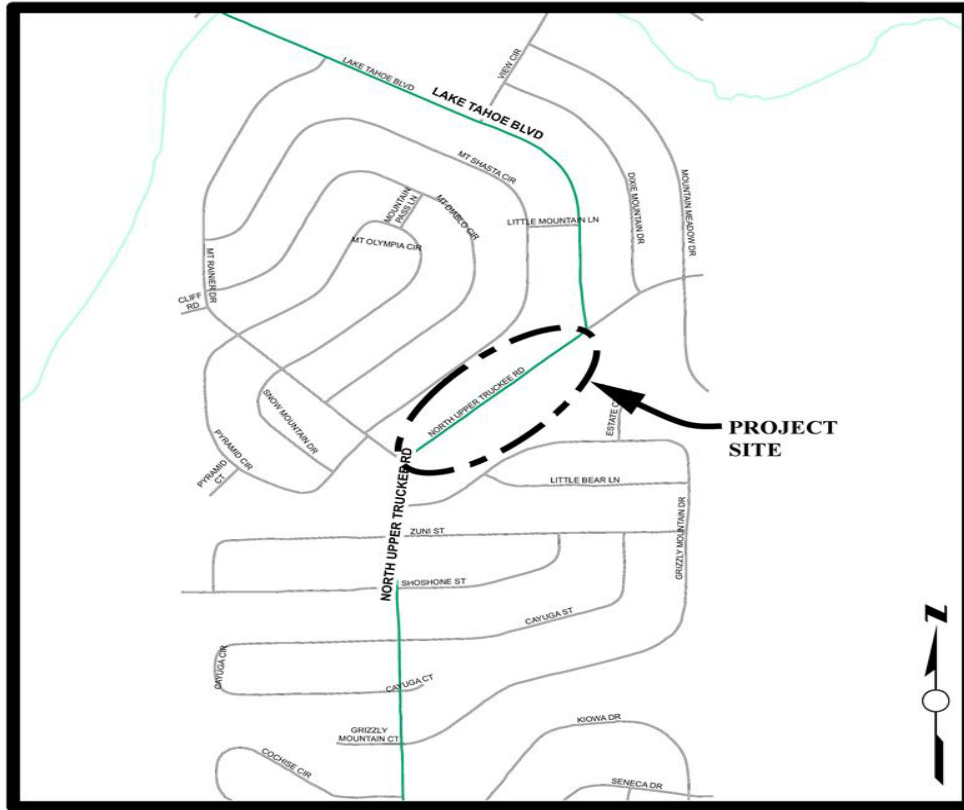 VIEW CIR
LAKE TAHOE BLVD
LAKE TAHOE BLVD
MT SHASTA CIR
DIXIE MOUNTAIN DR
MOUNTAIN MEADOW DR
MOUNTAIN
PASS LN
MT DIABLO CIR
LITTLE MOUNTAIN LN
MT OLYMPIA CIR
MT RAINIER DR
CLIFF
RD
NORTH UPPER TRUCKEE RD
SNOW MOUNTAIN DR
ESTATE C
PROJECT
SITE
PYRAMID CIR
PYRAMID
CT
NORTH UPPER TRUCKEE RD
LITTLE BEAR LN
GRIZZLY MOUNTAIN DR
ZUNI ST
SHOSHONE ST
CAYUGA ST
CAYUGA CIR
CAYUGA CT
GRIZZLY
MOUNTAIN CT
KIOWA DR
COCHISE CIR
SENECA DR
N